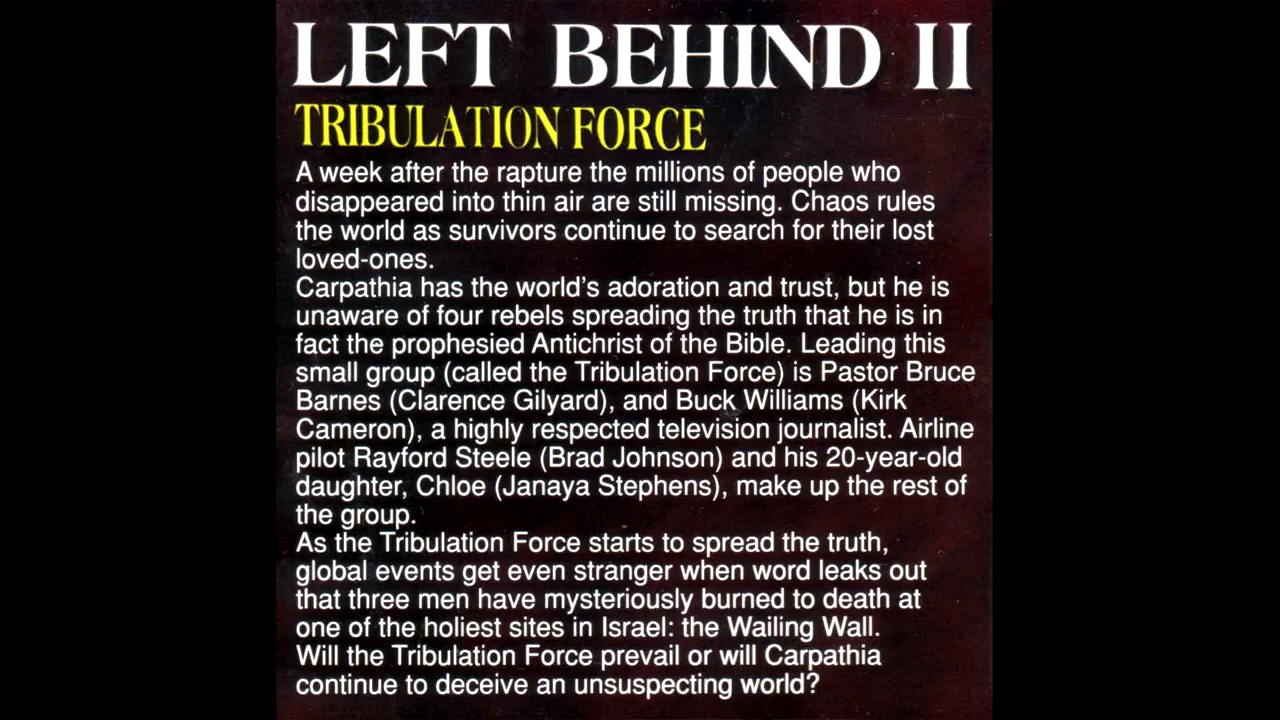 LEFT BEHIND II
TRIBULATION FORCE
A week after the rapture the millions of people who
disappeared into thin air are still missing. Chaos rules
the world as survivors continue to search for their lost
loved-ones.
Carpathia has the world's adoration and trust, but he is
unaware of four rebels spreading the truth that he is in
fact the prophesied Antichrist of the Bible. Leading this
small group (called the Tribulation Force) is Pastor Bruce
Barnes (Clarence Gilyard), and Buck Williams (Kirk
Cameron), a highly respected television journalist. Airline
pilot Rayford Steele (Brad Johnson) and his 20-year-old
daughter, Chloe (Janaya Stephens), make up the rest of
the group.
As the Tribulation Force starts to spread the truth,
global events get even stranger when word leaks out
that three men have mysteriously burned to death at
one of the holiest sites in Israel: the Wailing Wall.
Will the Tribulation Force prevail or will Carpathia
continue to deceive an unsuspecting world?